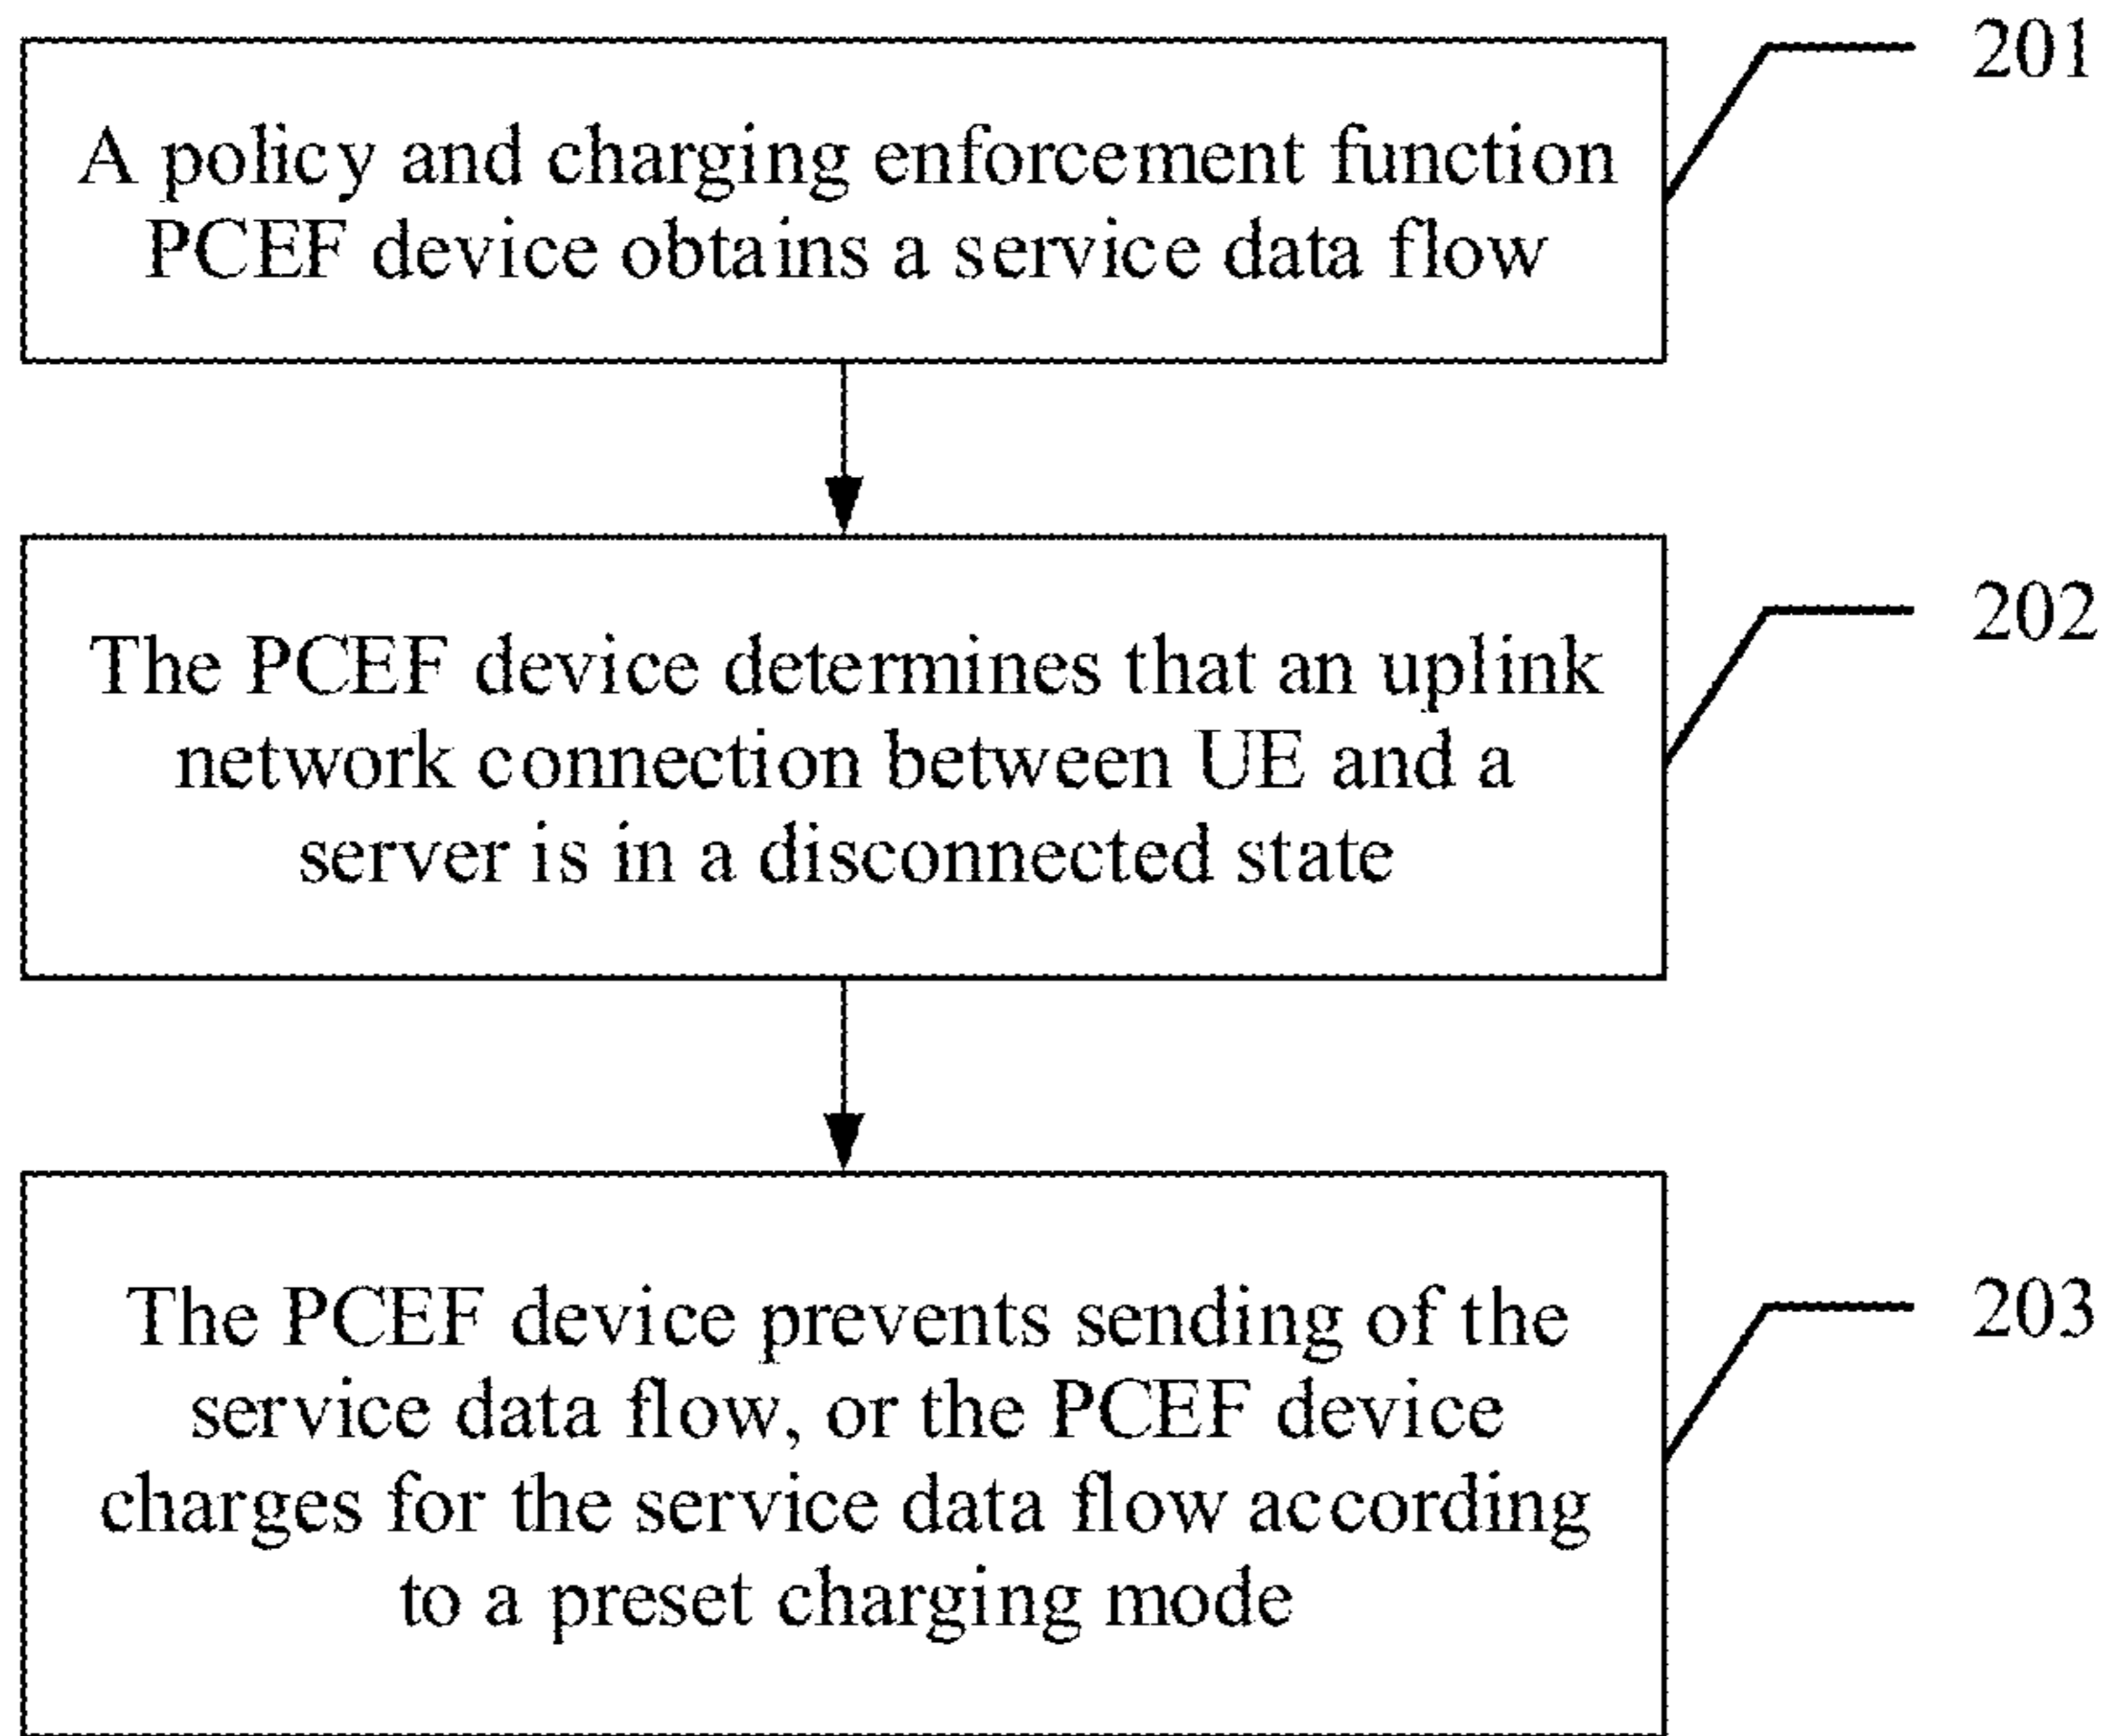 201
A policy and charging enforcement function
PCEF device obtains a service data flow
202
The PCEF device determines that an uplink
network connection between UE and a
server is in a disconnected state
203
The PCEF device prevents sending of the
service data flow, or the PCEF device
charges for the service data flow according
to a preset charging mode